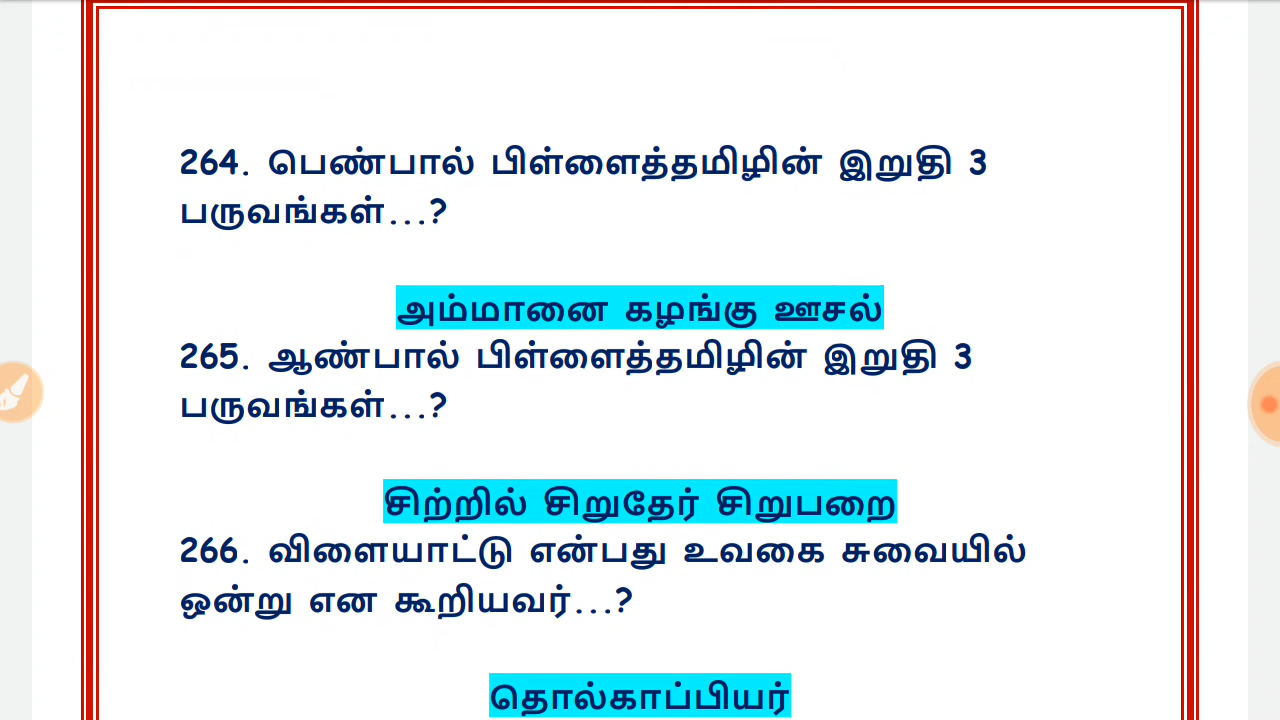 264. பெண்பால் பிள்ளைத்தமிழின் இறுதி 3
பருவங்கள்...?
அம்மானை கழங்கு ஊசல்
265. ஆண்பால் பிள்ளைத்தமிழின் இறுதி 3
பருவங்கள்...?
சிற்றில் சிறுதேர் சிறுபறை
266. விளையாட்டு என்பது உவகை சுவையில்
ஒன்று என கூறியவர்...?
தொல்காப்பியர்